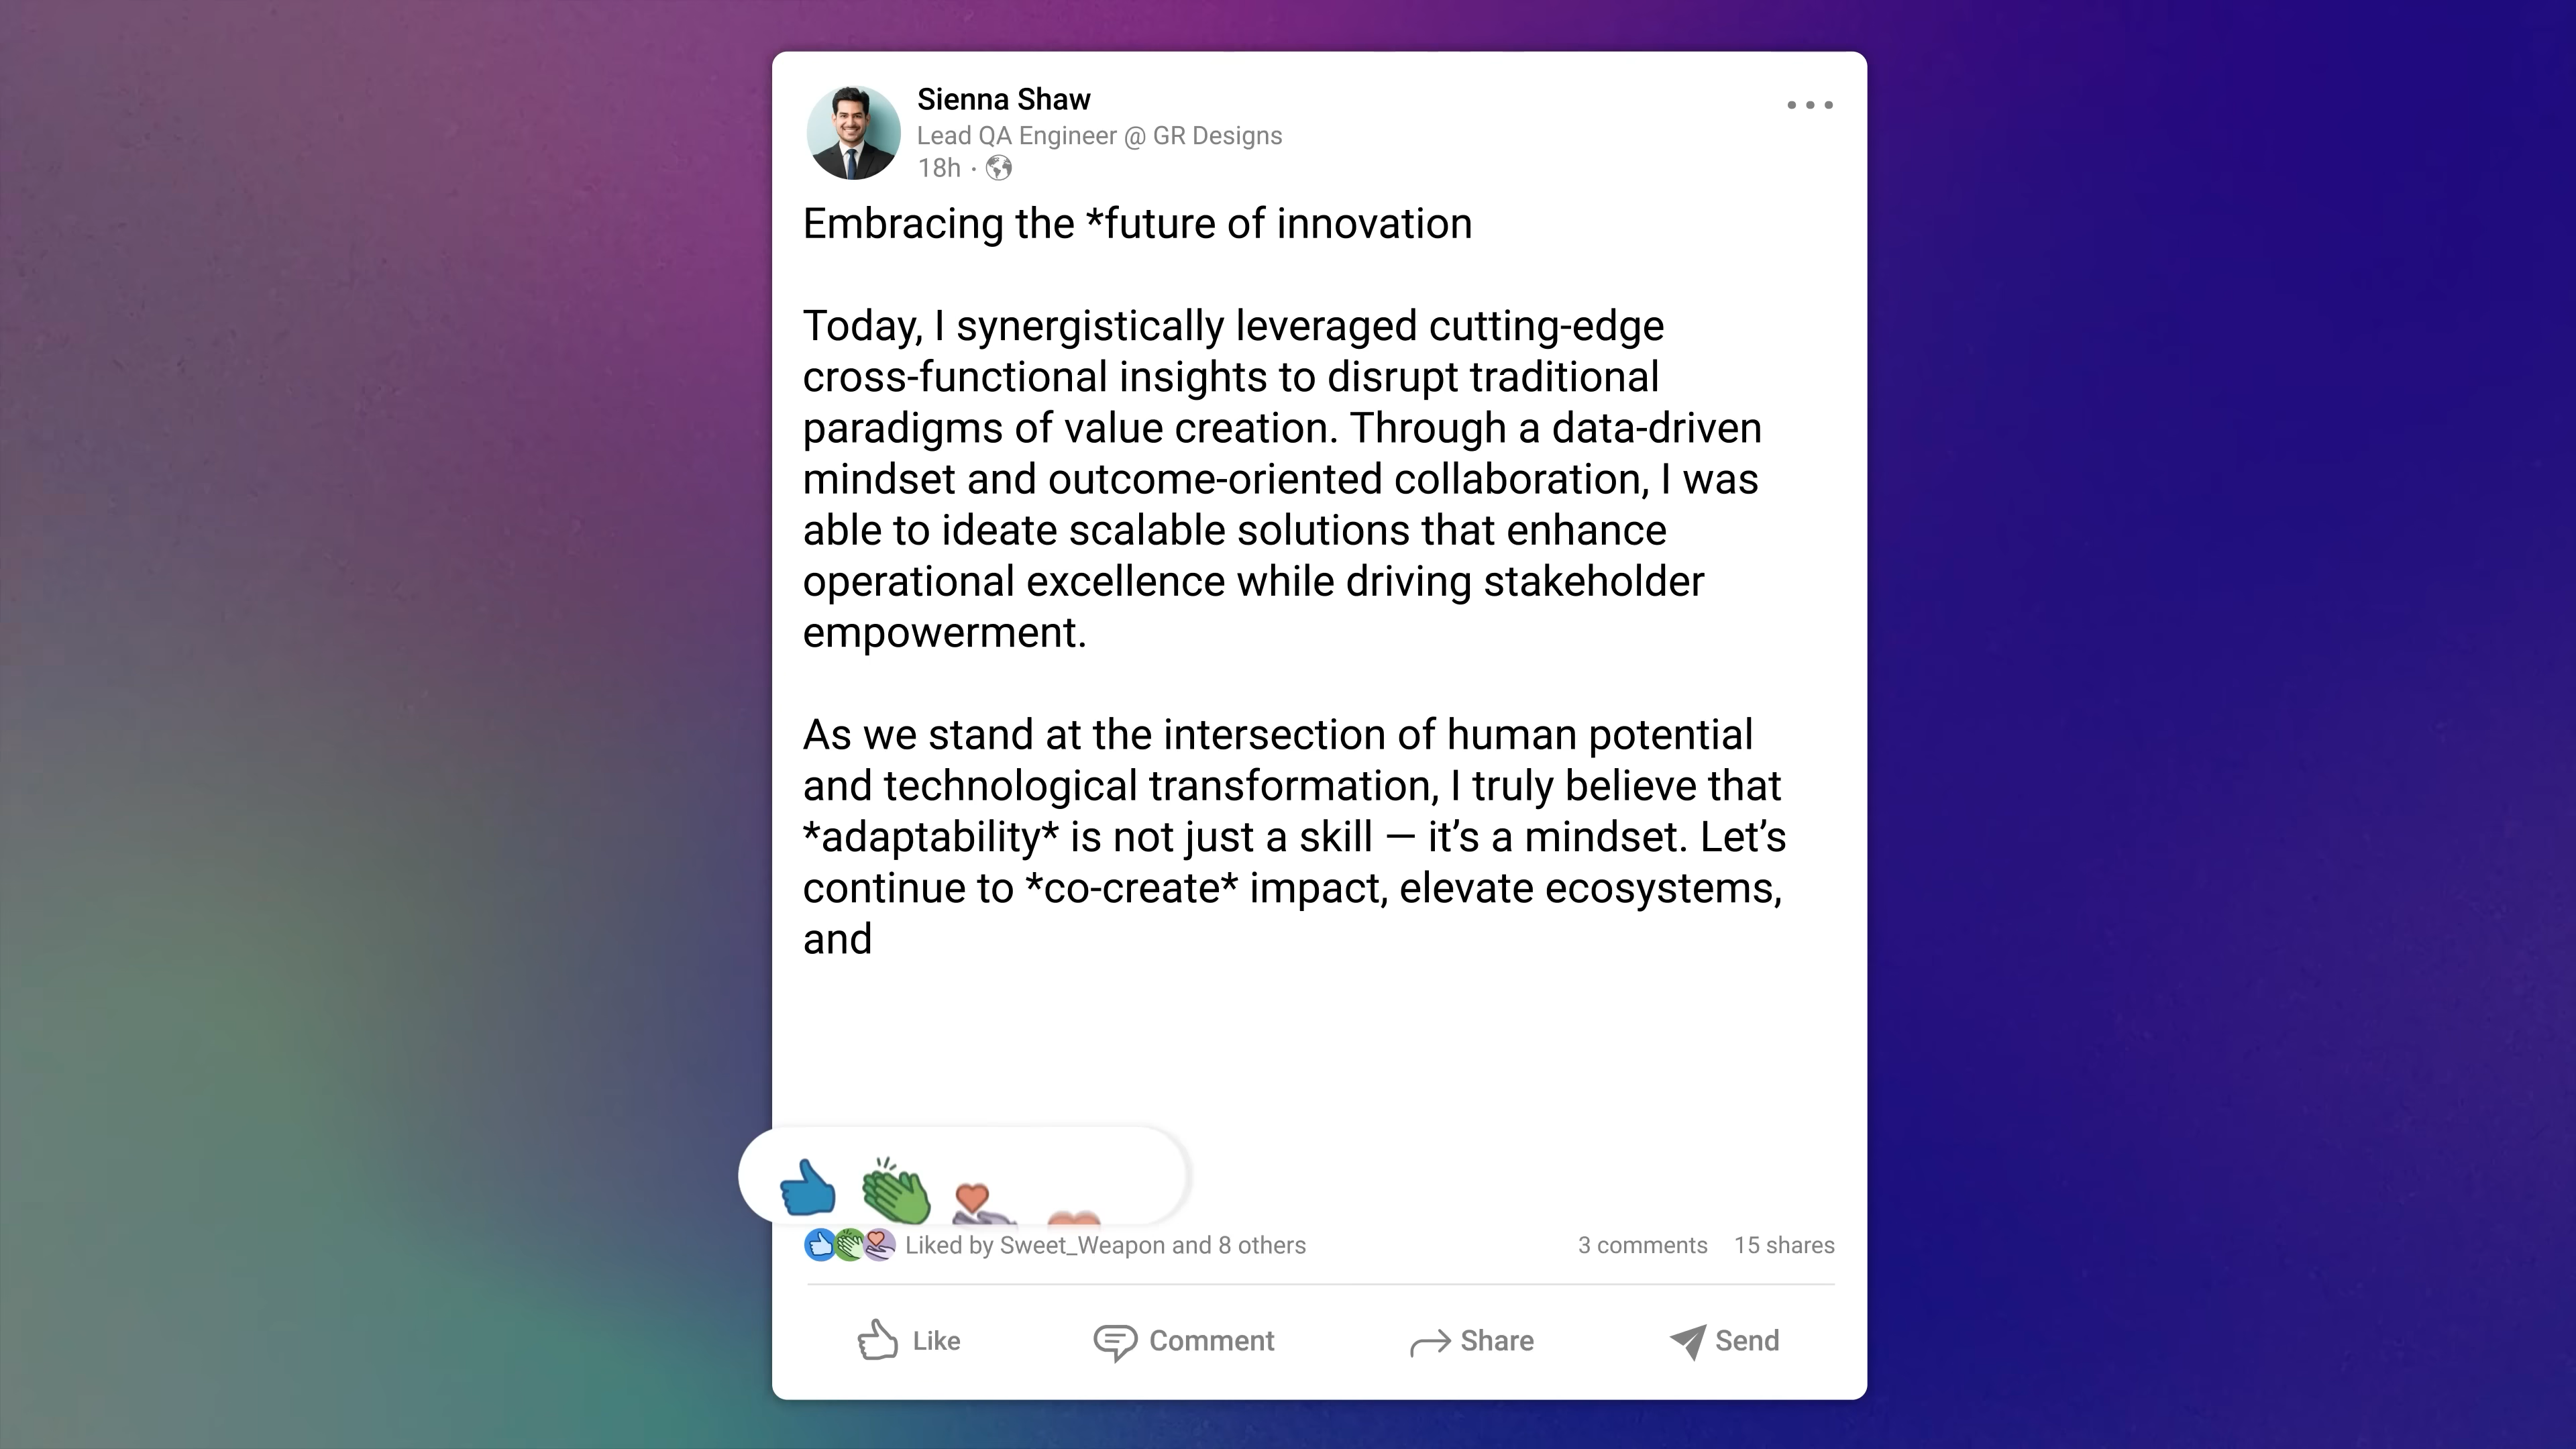 Sienna Shaw
Lead QA Engineer @ GR Designs
18h ·
Embracing the *future of innovation
Today, I synergistically leveraged cutting-edge
cross-functional insights to disrupt traditional
paradigms of value creation. Through a data-driven
mindset and outcome-oriented collaboration, I was
able to ideate scalable solutions that enhance
operational excellence while driving stakeholder
empowerment.
As we stand at the intersection of human potential
and technological transformation, I truly believe that
*adaptability* is not just a skill — it’s a mindset. Let’s
continue to *co-create* impact, elevate ecosystems,
and
Liked by Sweet_Weapon and 8 others 3 comments 15 shares
Like Comment Share Send